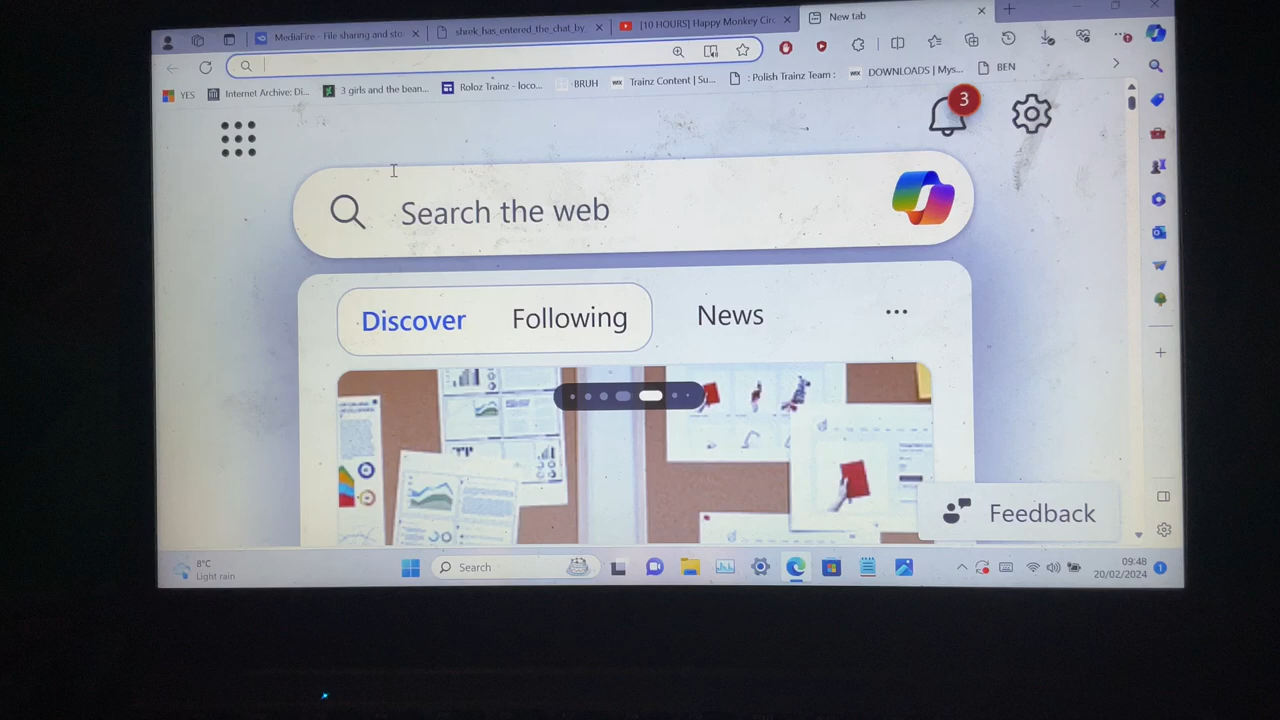 MediaFire - File sharing and sto
shrek_has_entered_the_chat_by_
[10 HOURS] Happy Monkey Circ
New tab
YES
Internet Archive: Di...
3 girls and the bean...
Roloz Trainz - loco...
BRUH
Trainz Content | Su...
: Polish Trainz Team :
DOWNLOADS | Mys...
BEN
3
Search the web
Discover
Following
News
Feedback
8°C
Light rain
Search
09:48
20/02/2024
1